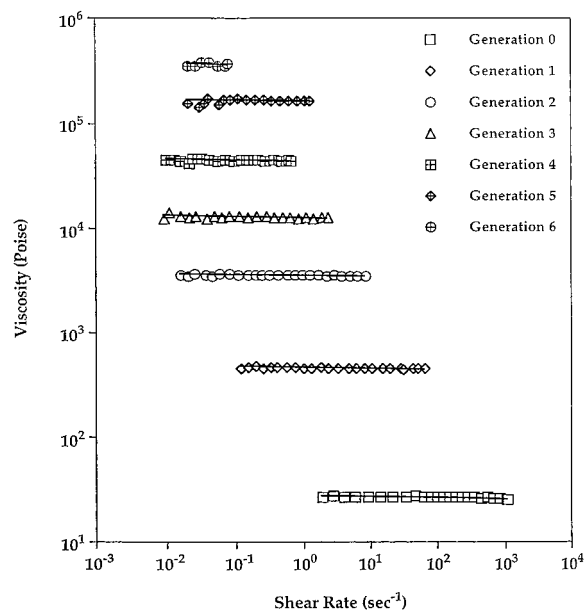 10^6
10^5
10^4
10^3
10^2
10^1
Viscosity (Poise)
Generation 0
Generation 1
Generation 2
Generation 3
Generation 4
Generation 5
Generation 6
10^-3
10^-2
10^-1
10^0
10^1
10^2
10^3
10^4
Shear Rate (sec^-1)